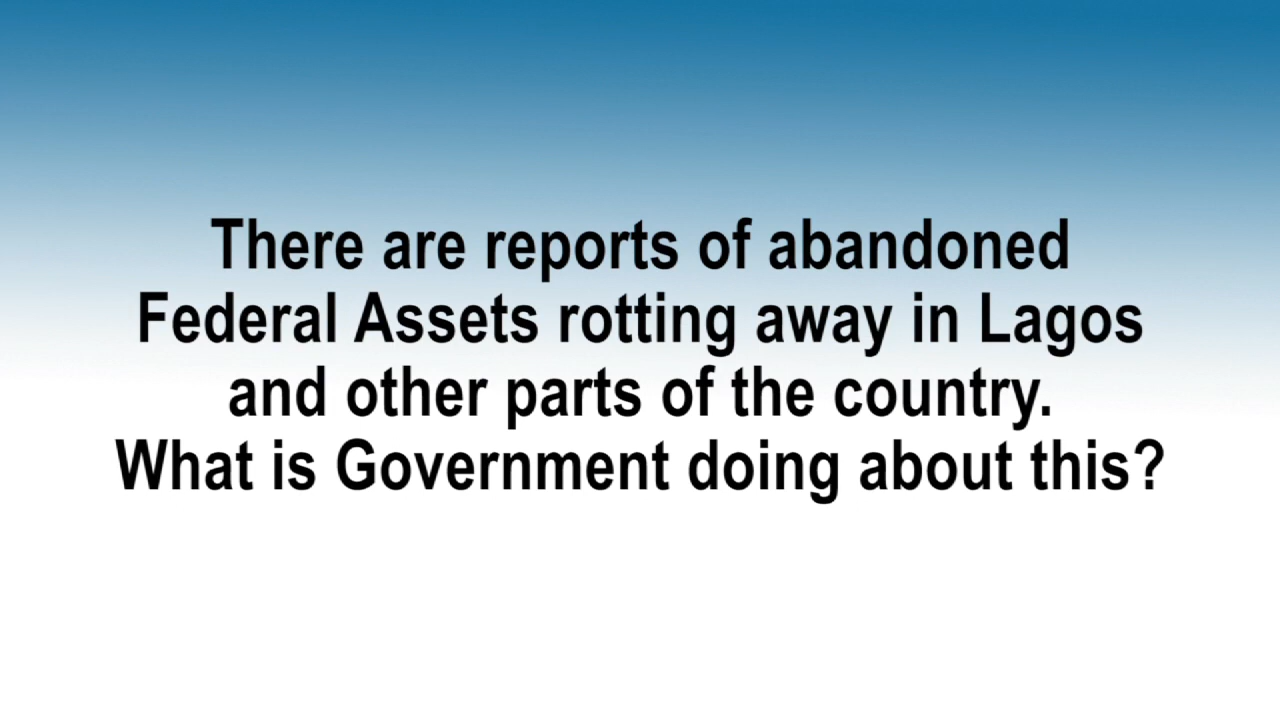 There are reports of abandoned
Federal Assets rotting away in Lagos
and other parts of the country.
What is Government doing about this?